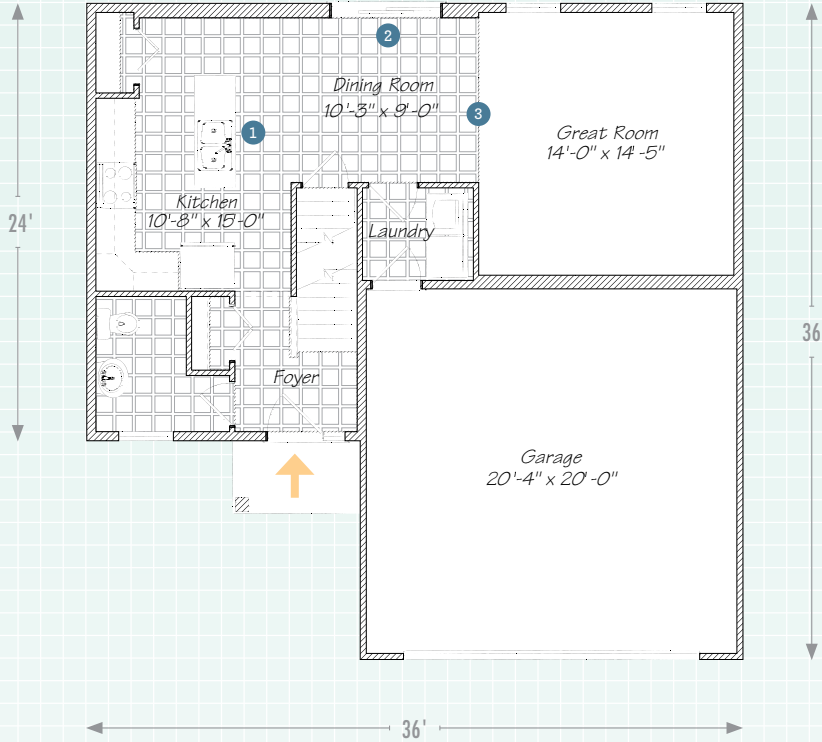 2
Dining Room
10'-3" x 9'-0"
3
1
Great Room
14'-0" x 14'-5"
Kitchen
10'-8" x 15'-0"
24'
Laundry
36
Foyer
Garage
20'-4" x 20'-0"
36'